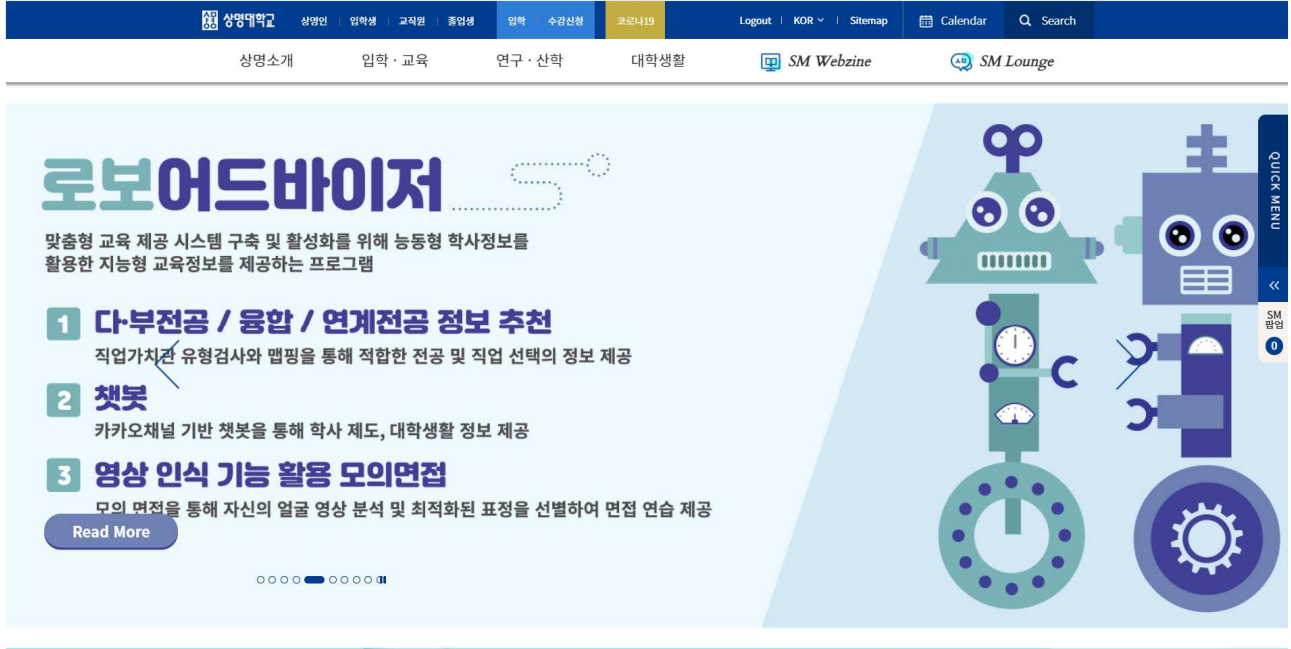 상명대학교 상명인 입학생 교직원 졸업생 입학 수강신청 코로나19 Logout KOR Sitemap Calendar Search
상명소개 입학·교육 연구·산학 대학생활 SM Webzine SM Lounge
로보어드바이저
맞춤형 교육 제공 시스템 구축 및 활성화를 위해 능동형 학사정보를
활용한 지능형 교육정보를 제공하는 프로그램
1 다·부전공 / 융합 / 연계전공 정보 추천
직업가치관 유형검사와 맵핑을 통해 적합한 전공 및 직업 선택의 정보 제공
2 챗봇
카카오채널 기반 챗봇을 통해 학사 제도, 대학생활 정보 제공
3 영상 인식 기능 활용 모의면접
모의 면접을 통해 자신의 얼굴 영상 분석 및 최적화된 표정을 선별하여 면접 연습 제공
Read More
QUICK MENU
SM
팝업
0